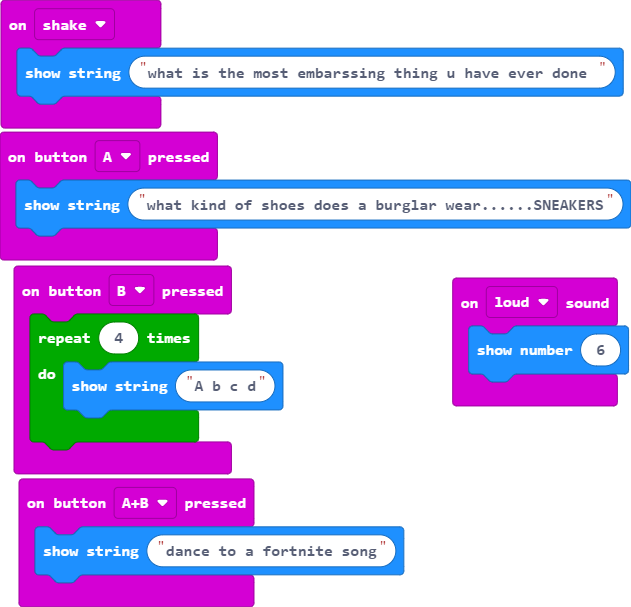 on shake
show string "what is the most embarssing thing u have ever done "
on button A pressed
show string "what kind of shoes does a burglar wear......SNEAKERS"
on button B pressed
repeat 4 times
do show string "A b c d"
on loud sound
show number 6
on button A+B pressed
show string "dance to a fortnite song"